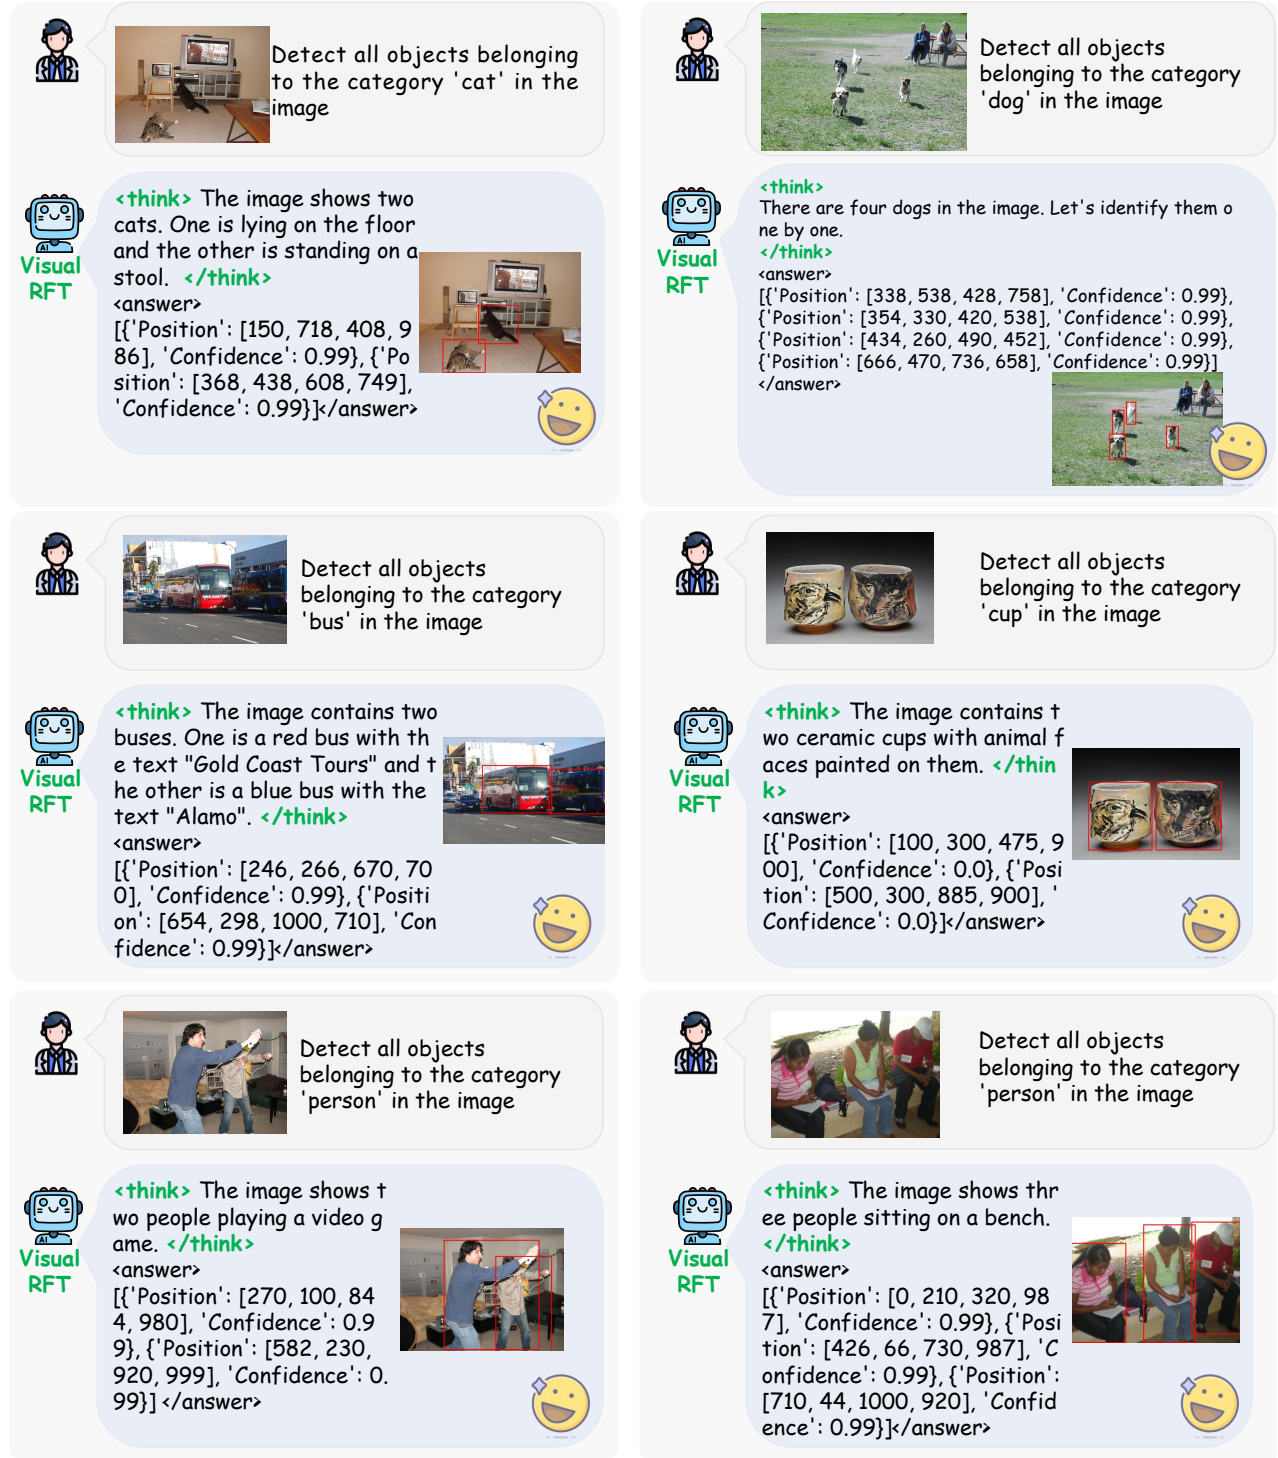 Detect all objects belonging
to the category 'cat' in the
image
<think> The image shows two
cats. One is lying on the floor
and the other is standing on a
stool. </think>
<answer>
[{'Position': [150, 718, 408, 9
86], 'Confidence': 0.99}, {'Po
sition': [368, 438, 608, 749],
'Confidence': 0.99}]</answer>
AI
Visual
RFT
Detect all objects
belonging to the category
'dog' in the image
<think>
There are four dogs in the image. Let's identify them o
ne by one.
</think>
<answer>
[{'Position': [338, 538, 428, 758], 'Confidence': 0.99},
{'Position': [354, 330, 420, 538], 'Confidence': 0.99},
{'Position': [434, 260, 490, 452], 'Confidence': 0.99},
{'Position': [666, 470, 736, 658], 'Confidence': 0.99}]
</answer>
AI
Visual
RFT
Detect all objects
belonging to the category
'bus' in the image
<think> The image contains two
buses. One is a red bus with th
e text "Gold Coast Tours" and t
he other is a blue bus with the
text "Alamo". </think>
<answer>
[{'Position': [246, 266, 670, 70
0], 'Confidence': 0.99}, {'Positi
on': [654, 298, 1000, 710], 'Con
fidence': 0.99}]</answer>
AI
Visual
RFT
Detect all objects
belonging to the category
'cup' in the image
<think> The image contains t
wo ceramic cups with animal f
aces painted on them. </thin
k>
<answer>
[{'Position': [100, 300, 475, 9
00], 'Confidence': 0.0}, {'Posi
tion': [500, 300, 885, 900], '
Confidence': 0.0}]</answer>
AI
Visual
RFT
Detect all objects
belonging to the category
'person' in the image
<think> The image shows t
wo people playing a video g
ame. </think>
<answer>
[{'Position': [270, 100, 84
4, 980], 'Confidence': 0.9
9}, {'Position': [582, 230,
920, 999], 'Confidence': 0.
99}] </answer>
AI
Visual
RFT
Detect all objects
belonging to the category
'person' in the image
<think> The image shows thr
ee people sitting on a bench.
</think>
<answer>
[{'Position': [0, 210, 320, 98
7], 'Confidence': 0.99}, {'Posi
tion': [426, 66, 730, 987], 'C
onfidence': 0.99}, {'Position':
[710, 44, 1000, 920], 'Confid
ence': 0.99}]</answer>
AI
Visual
RFT